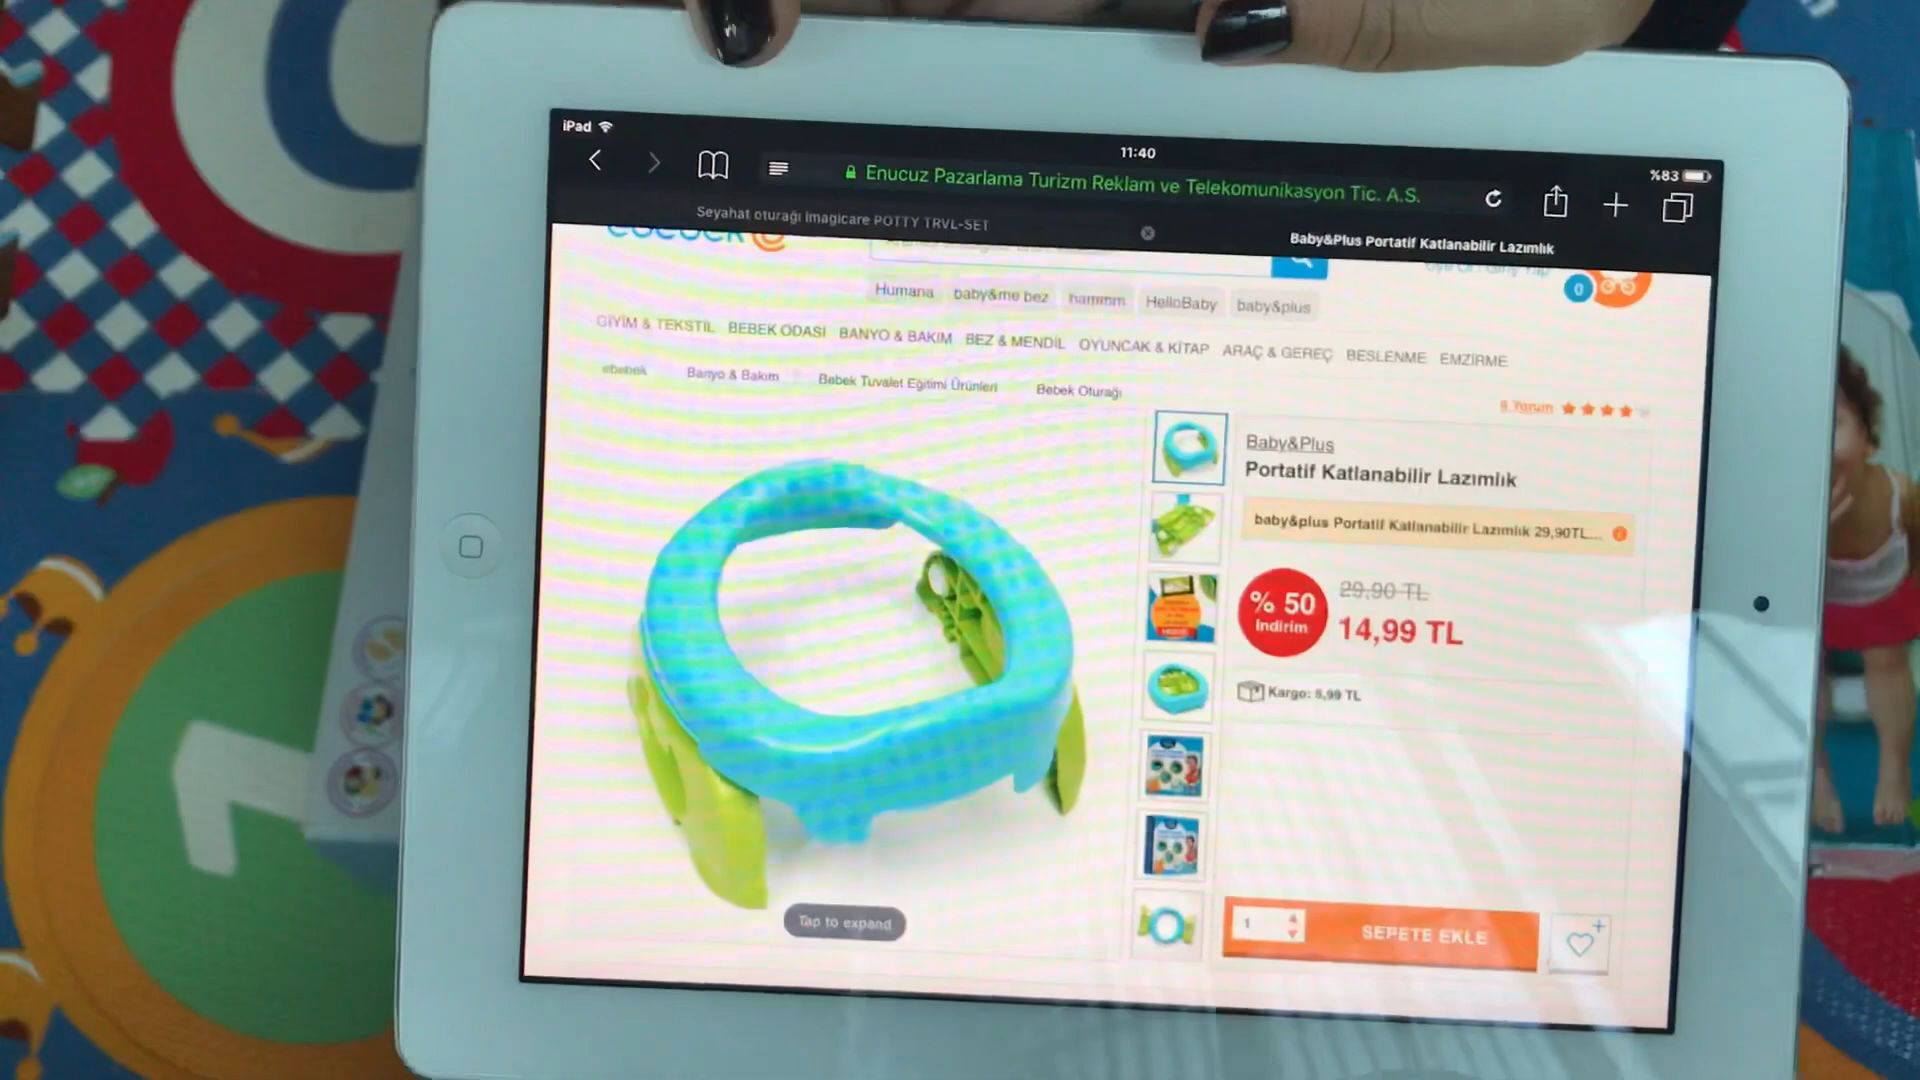 iPad
11:40
%83
Enucuz Pazarlama Turizm Reklam ve Telekomunikasyon Tic. A.S.
Seyahat oturağı imagicare POTTY TRVL-SET
Baby&Plus Portatif Katlanabilir Lazımlık
0
Humana baby&me bez hammm HelloBaby baby&plus
GİYİM & TEKSTİL BEBEK ODASI BANYO & BAKIM BEZ & MENDİL OYUNCAK & KİTAP ARAÇ & GEREÇ BESLENME EMZİRME
ebebek Banyo & Bakım Bebek Tuvalet Eğitimi Ürünleri Bebek Oturağı
Yorum
Baby&Plus
Portatif Katlanabilir Lazımlık
baby&plus Portatif Katlanabilir Lazımlık 29,90TL...
% 50
İndirim
29,90 TL
14,99 TL
Kargo: 5,99 TL
Tap to expand
1
SEPETE EKLE